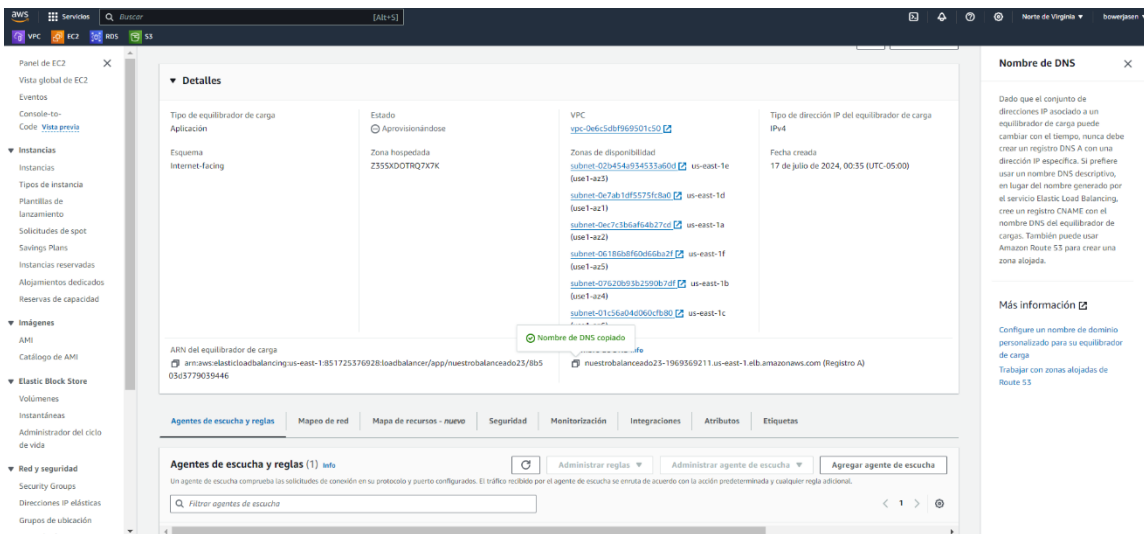 aws
Servicios
Buscar
[Alt+S]
Norte de Virginia
bowerjasen
VPC
EC2
RDS
S3
Panel de EC2
Vista global de EC2
Eventos
Console-to-
Code Vista previa
Instancias
Instancias
Tipos de instancia
Plantillas de
lanzamiento
Solicitudes de spot
Savings Plans
Instancias reservadas
Alojamientos dedicados
Reservas de capacidad
Imágenes
AMI
Catálogo de AMI
Elastic Block Store
Volúmenes
Instantáneas
Administrador del ciclo
de vida
Red y seguridad
Security Groups
Direcciones IP elásticas
Grupos de ubicación
Detalles
Tipo de equilibrador de carga
Aplicación
Estado
Aprovisionándose
VPC
vpc-0e6c5dbf969501c50
Tipo de dirección IP del equilibrador de carga
IPv4
Esquema
Internet-facing
Zona hospedada
Z35SXDOTRQ7X7K
Zonas de disponibilidad
subnet-02b454a934533a60d us-east-1e
(use1-az3)
subnet-0e7ab1df5575fc8a0 us-east-1d
(use1-az1)
subnet-0ec7c3b6af64b27cd us-east-1a
(use1-az2)
subnet-06186b8f60d66ba2f us-east-1f
(use1-az5)
subnet-07620b93b2590b7df us-east-1b
(use1-az4)
subnet-01c56a04d060cfb80 us-east-1c
Fecha creada
17 de julio de 2024, 00:35 (UTC-05:00)
Nombre de DNS copiado
ARN del equilibrador de carga
arn:aws:elasticloadbalancing:us-east-1:851725376928:loadbalancer/app/nuestrobalanceado23/8b5
03d3779039446
Info
nuestrobalanceado23-1969369211.us-east-1.elb.amazonaws.com (Registro A)
Agentes de escucha y reglas
Mapeo de red
Mapa de recursos - nuevo
Seguridad
Monitorización
Integraciones
Atributos
Etiquetas
Agentes de escucha y reglas (1) Info
Administrar reglas
Administrar agente de escucha
Agregar agente de escucha
Un agente de escucha comprueba las solicitudes de conexión en su protocolo y puerto configurados. El tráfico recibido por el agente de escucha se enruta de acuerdo con la acción predeterminada y cualquier regla adicional.
Filtrar agentes de escucha
1
Nombre de DNS
Dado que el conjunto de
direcciones IP asociado a un
equilibrador de carga puede
cambiar con el tiempo, nunca debe
crear un registro DNS A con una
dirección IP específica. Si prefiere
usar un nombre DNS descriptivo,
en lugar del nombre generado por
el servicio Elastic Load Balancing,
cree un registro CNAME con el
nombre DNS del equilibrador de
cargas. También puede usar
Amazon Route 53 para crear una
zona alojada.
Más información
Configure un nombre de dominio
personalizado para su equilibrador
de carga
Trabajar con zonas alojadas de
Route 53